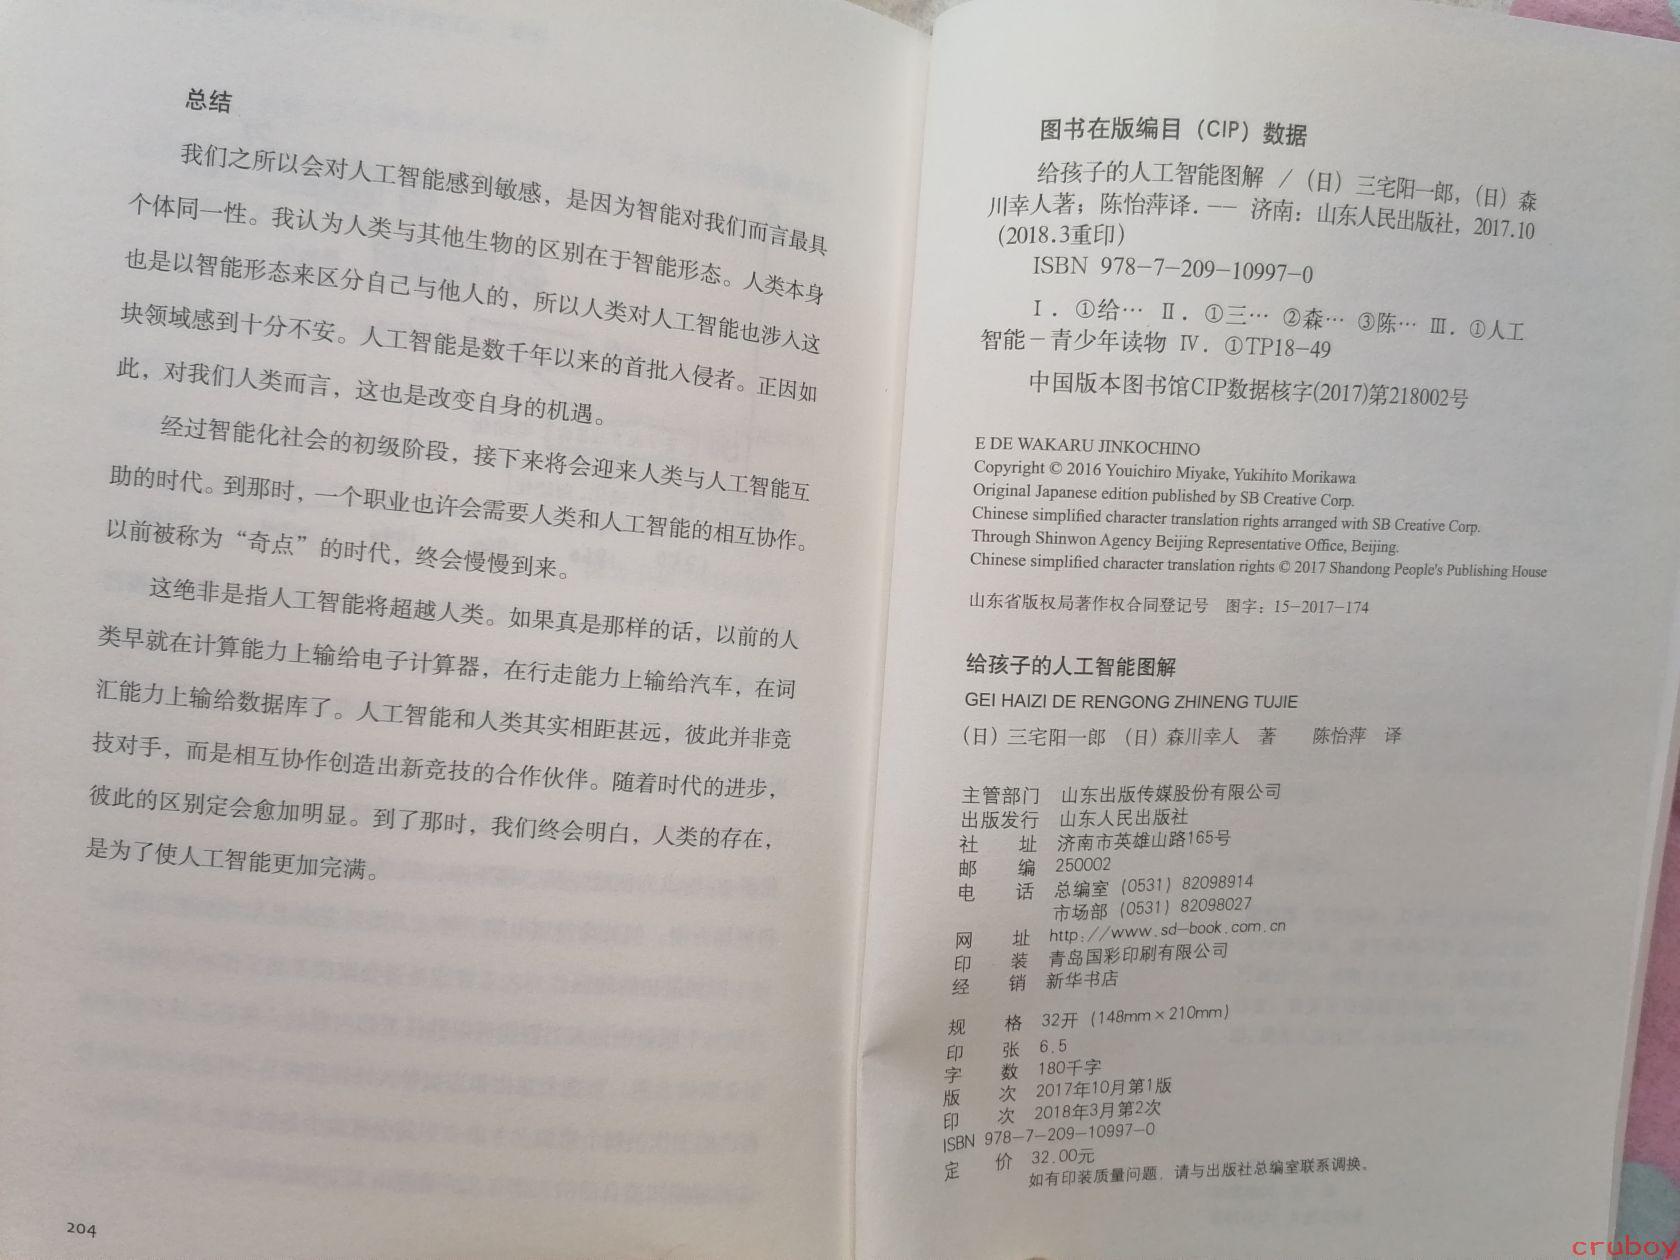 总结
我们之所以会对人工智能感到敏感，是因为智能对我们而言最具
个体同一性。我认为人类与其他生物的区别在于智能形态。人类本身
也是以智能形态来区分自己与他人的，所以人类对人工智能也涉入这
块领域感到十分不安。人工智能是数千年以来的首批入侵者。正因如
此，对我们人类而言，这也是改变自身的机遇。
经过智能化社会的初级阶段，接下来将会迎来人类与人工智能互
助的时代。到那时，一个职业也许会需要人类和人工智能的相互协作。
以前被称为“奇点”的时代，终会慢慢到来。
这绝非是指人工智能将超越人类。如果真是那样的话，以前的人
类早就在计算能力上输给电子计算器，在行走能力上输给汽车，在词
汇能力上输给数据库了。人工智能和人类其实相距甚远，彼此并非竞
技对手，而是相互协作创造出新竞技的合作伙伴。随着时代的进步，
彼此的区别定会愈加明显。到了那时，我们终会明白，人类的存在，
是为了使人工智能更加完满。
204
图书在版编目（CIP）数据
给孩子的人工智能图解 /（日）三宅阳一郎，（日）森
川幸人著；陈怡萍译. —— 济南：山东人民出版社，2017.10
（2018.3重印）
ISBN 978-7-209-10997-0
Ⅰ. ①给… Ⅱ. ①三… ②森… ③陈… Ⅲ. ①人工
智能－青少年读物 Ⅳ. ①TP18-49
中国版本图书馆CIP数据核字(2017)第218002号
E DE WAKARU JINKOCHINO
Copyright © 2016 Youichiro Miyake, Yukihito Morikawa
Original Japanese edition published by SB Creative Corp.
Chinese simplified character translation rights arranged with SB Creative Corp.
Through Shinwon Agency Beijing Representative Office, Beijing.
Chinese simplified character translation rights © 2017 Shandong People's Publishing House
山东省版权局著作权合同登记号 图字：15-2017-174
给孩子的人工智能图解
GEI HAIZI DE RENGONG ZHINENG TUJIE
（日）三宅阳一郎 （日）森川幸人 著 陈怡萍 译
主管部门 山东出版传媒股份有限公司
出版发行 山东人民出版社
社 址 济南市英雄山路165号
邮 编 250002
电 话 总编室（0531）82098914
市场部（0531）82098027
网 址 http://www.sd-book.com.cn
印 装 青岛国彩印刷有限公司
经 销 新华书店
规 格 32开（148mm×210mm）
印 张 6.5
字 数 180千字
版 次 2017年10月第1版
印 次 2018年3月第2次
ISBN 978-7-209-10997-0
定 价 32.00元
如有印装质量问题，请与出版社总编室联系调换。
cruboy